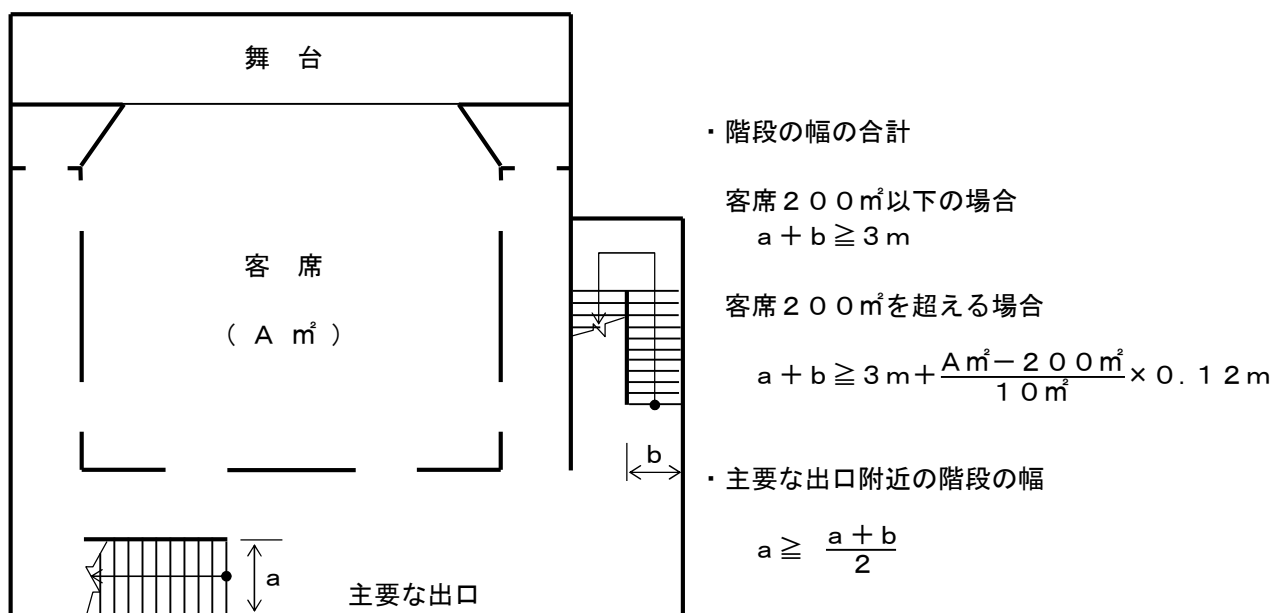 舞 台
客 席
( A ㎡ )
b
a
主要な出口
・階段の幅の合計
客席200㎡以下の場合
a+b≧3m
客席200㎡を超える場合
a+b≧3m+A㎡-200㎡/10㎡×0.12m
・主要な出口附近の階段の幅
a≧ a+b/2